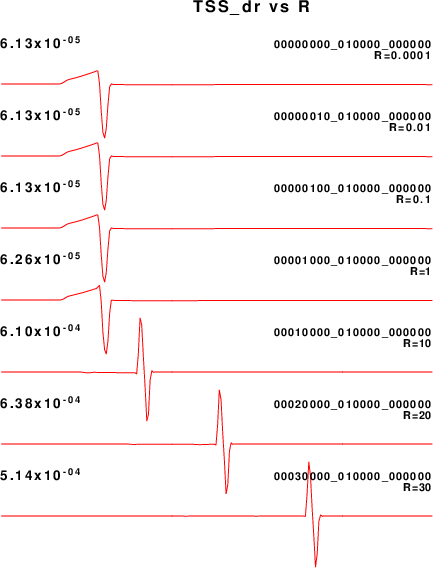 TSS_dr vs R
6.13x10^-05 00000000_010000_000000
R=0.0001
6.13x10^-05 00000010_010000_000000
R=0.01
6.13x10^-05 00000100_010000_000000
R=0.1
6.26x10^-05 00001000_010000_000000
R=1
6.10x10^-04 00010000_010000_000000
R=10
6.38x10^-04 00020000_010000_000000
R=20
5.14x10^-04 00030000_010000_000000
R=30